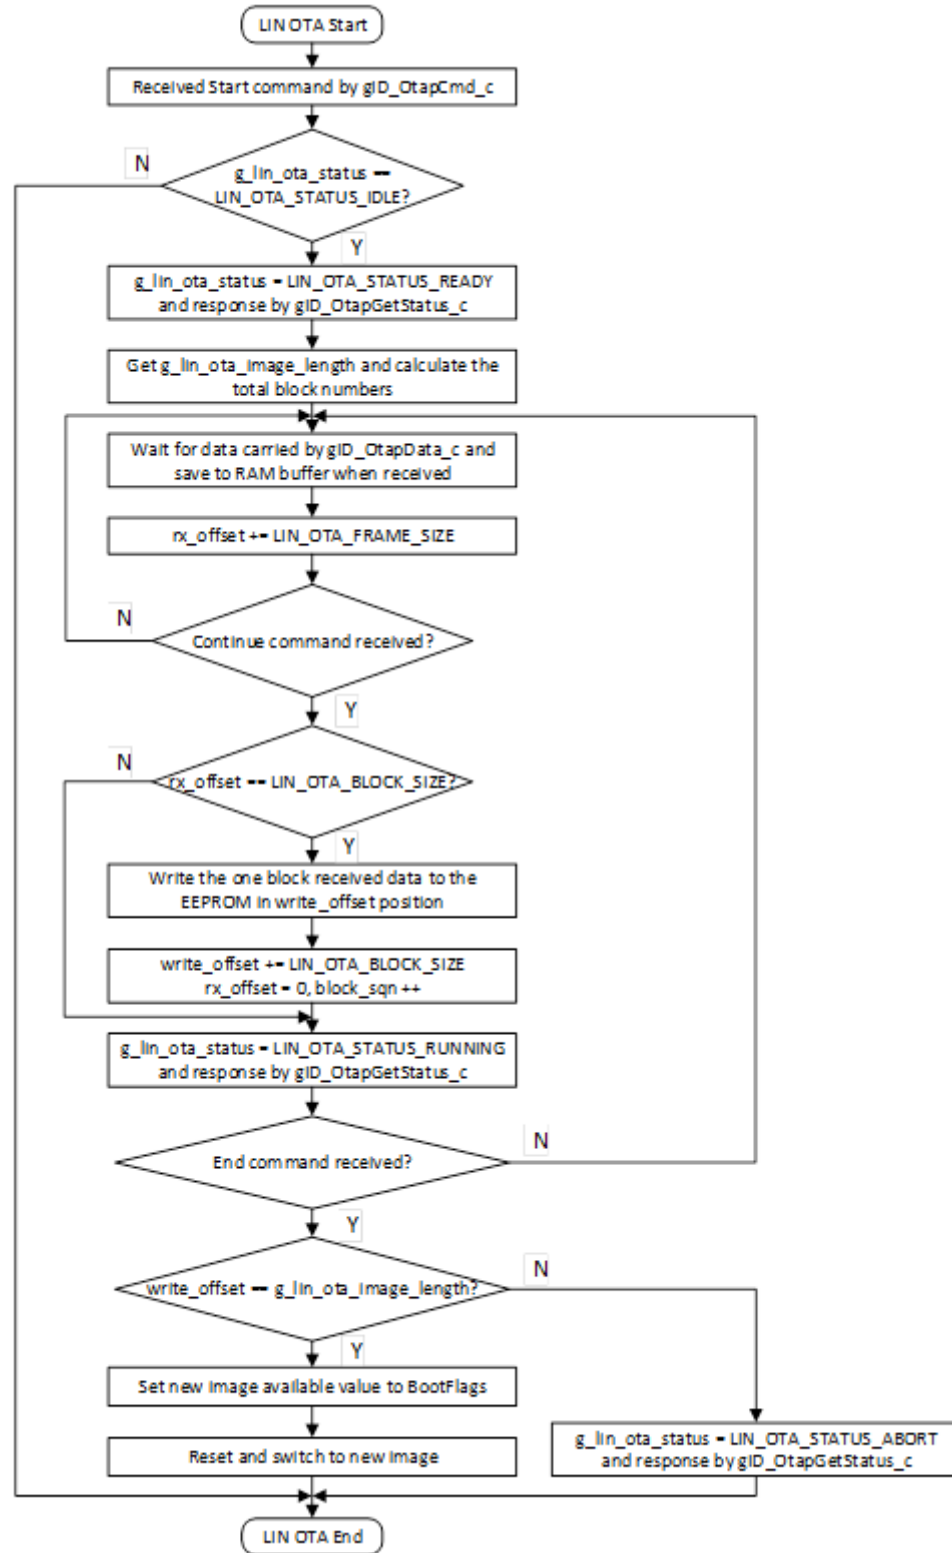 LIN OTA Start
Received Start command by gID_OtapCmd_c
N
g_lin_ota_status ==
LIN_OTA_STATUS_IDLE?
Y
g_lin_ota_status = LIN_OTA_STATUS_READY
and response by gID_OtapGetStatus_c
Get g_lin_ota_image_length and calculate the
total block numbers
Wait for data carried by gID_OtapData_c and
save to RAM buffer when received
rx_offset += LIN_OTA_FRAME_SIZE
N
Continue command received?
Y
N
rx_offset == LIN_OTA_BLOCK_SIZE?
Y
Write the one block received data to the
EEPROM in write_offset position
write_offset += LIN_OTA_BLOCK_SIZE
rx_offset = 0, block_sqn ++
g_lin_ota_status = LIN_OTA_STATUS_RUNNING
and response by gID_OtapGetStatus_c
N
End command received?
Y
N
write_offset == g_lin_ota_image_length?
Y
Set new image available value to BootFlags
g_lin_ota_status = LIN_OTA_STATUS_ABORT
and response by gID_OtapGetStatus_c
Reset and switch to new image
LIN OTA End